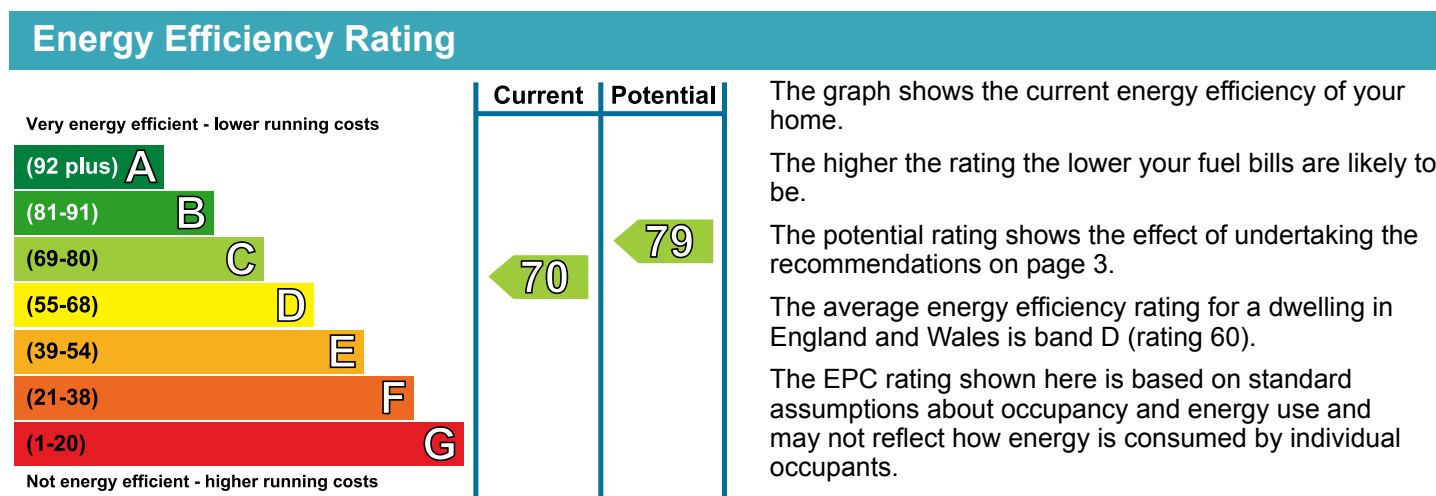 Energy Efficiency Rating
Current Potential
Very energy efficient - lower running costs
(92 plus) A
(81-91) B
(69-80) C
(55-68) D
(39-54) E
(21-38) F
(1-20) G
Not energy efficient - higher running costs
70
79
The graph shows the current energy efficiency of your
home.
The higher the rating the lower your fuel bills are likely to
be.
The potential rating shows the effect of undertaking the
recommendations on page 3.
The average energy efficiency rating for a dwelling in
England and Wales is band D (rating 60).
The EPC rating shown here is based on standard
assumptions about occupancy and energy use and
may not reflect how energy is consumed by individual
occupants.